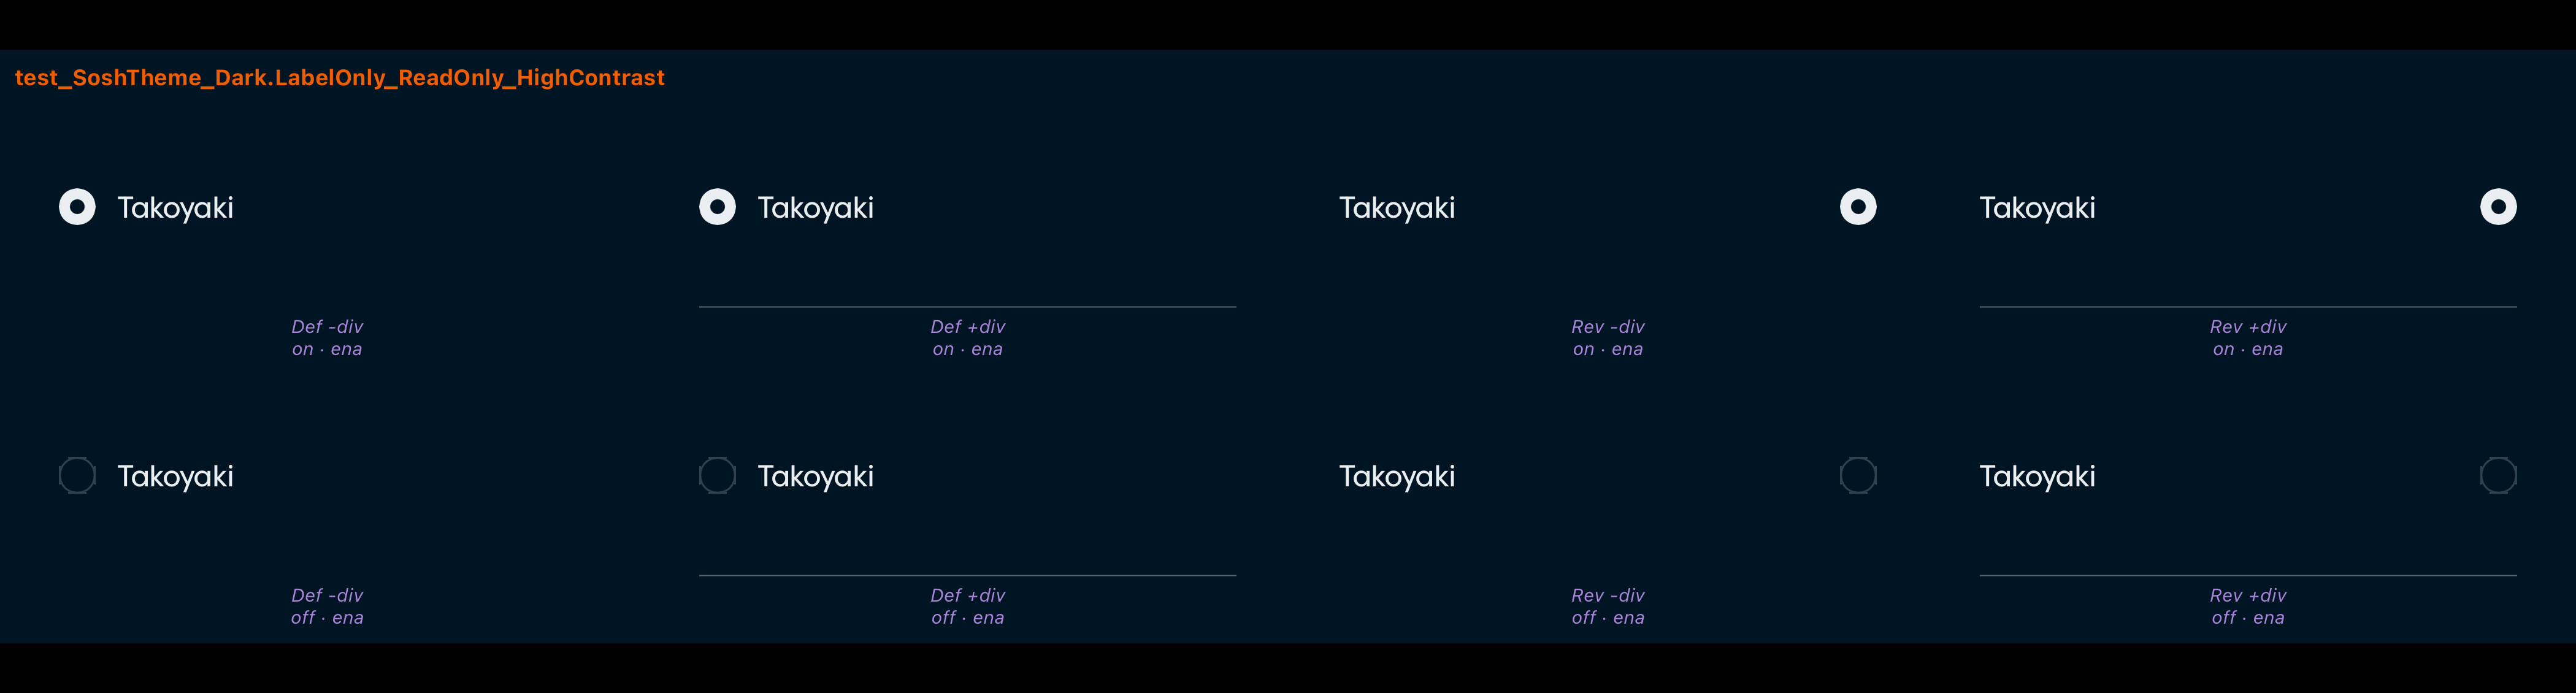 test_SoshTheme_Dark.LabelOnly_ReadOnly_HighContrast
Takoyaki
Takoyaki
Takoyaki
Takoyaki
Def -div
on · ena
Def +div
on · ena
Rev -div
on · ena
Rev +div
on · ena
Takoyaki
Takoyaki
Takoyaki
Takoyaki
Def -div
off · ena
Def +div
off · ena
Rev -div
off · ena
Rev +div
off · ena